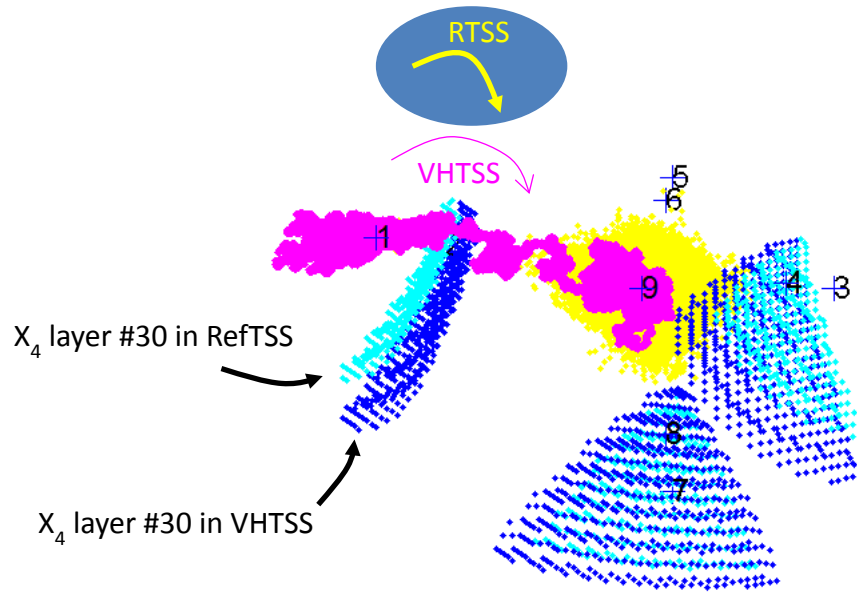 RTSS
VHTSS
5
6
1
9
4
3
X4 layer #30 in RefTSS
8
7
X4 layer #30 in VHTSS